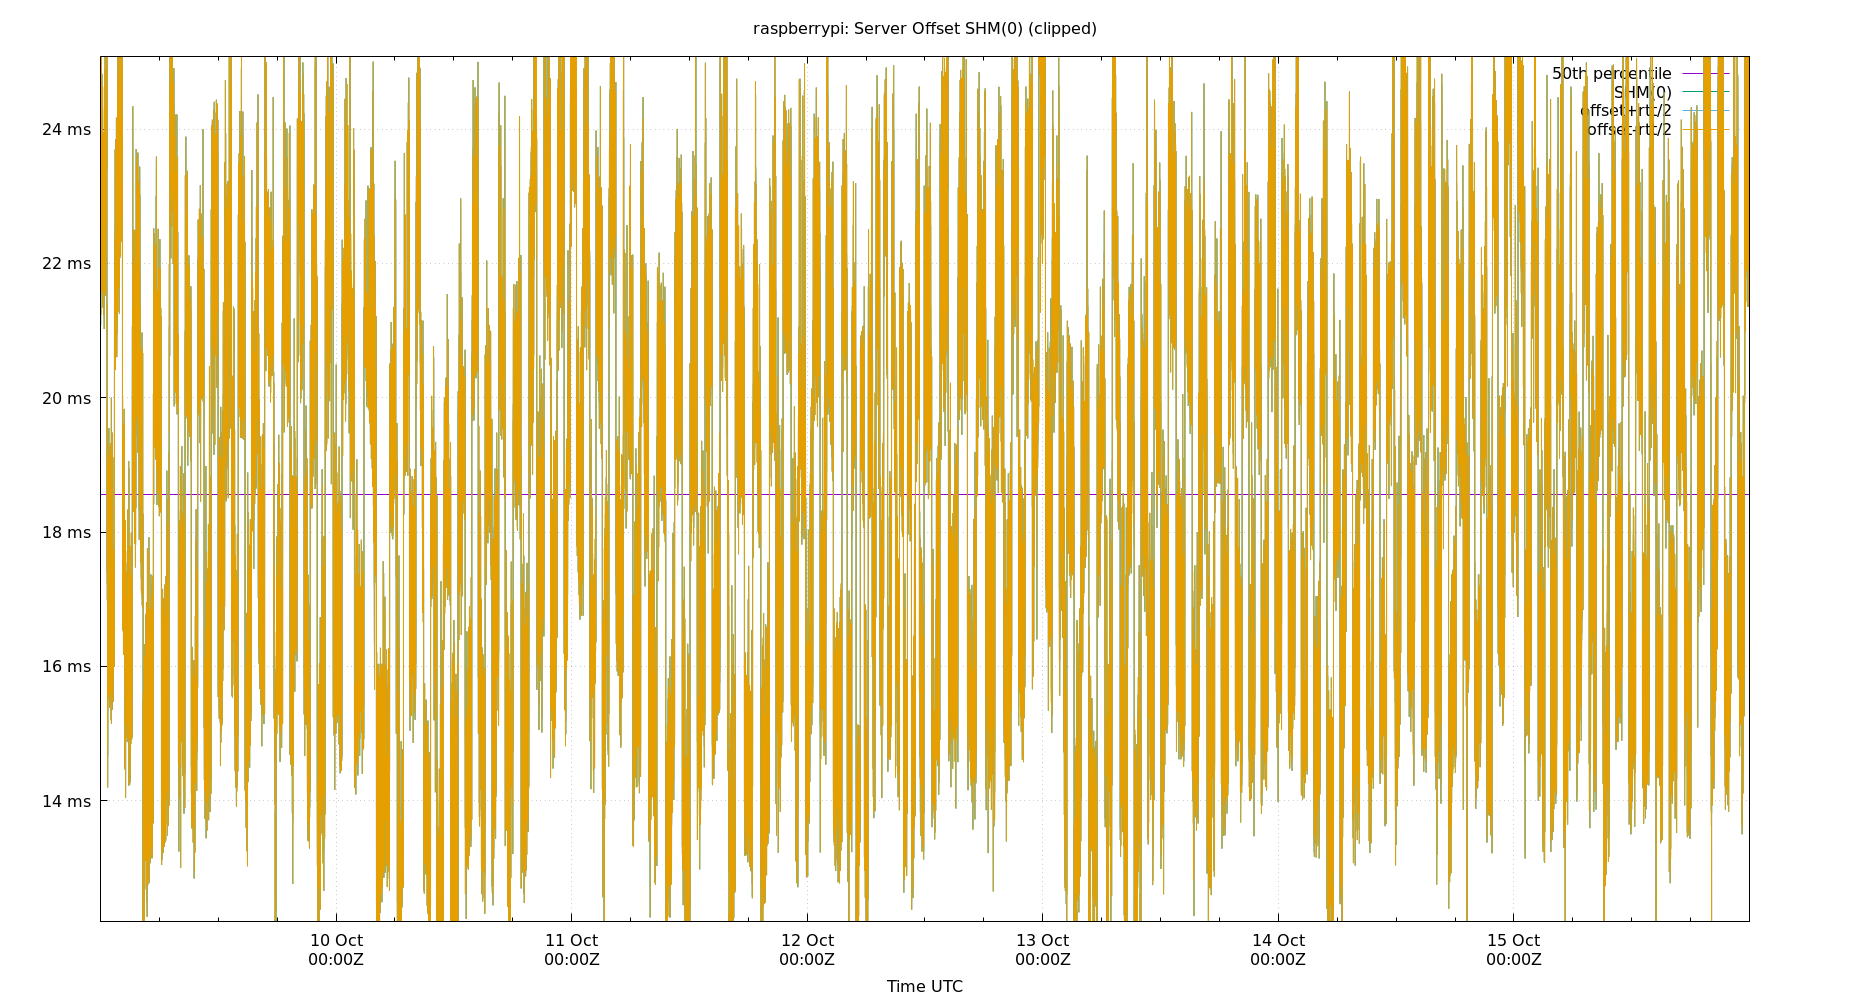 raspberrypi: Server Offset SHM(0) (clipped)
50th percentile
SHM(0)
offset+rtt/2
offset-rtt/2
24 ms
22 ms
20 ms
18 ms
16 ms
14 ms
10 Oct
00:00Z
11 Oct
00:00Z
12 Oct
00:00Z
13 Oct
00:00Z
14 Oct
00:00Z
15 Oct
00:00Z
Time UTC